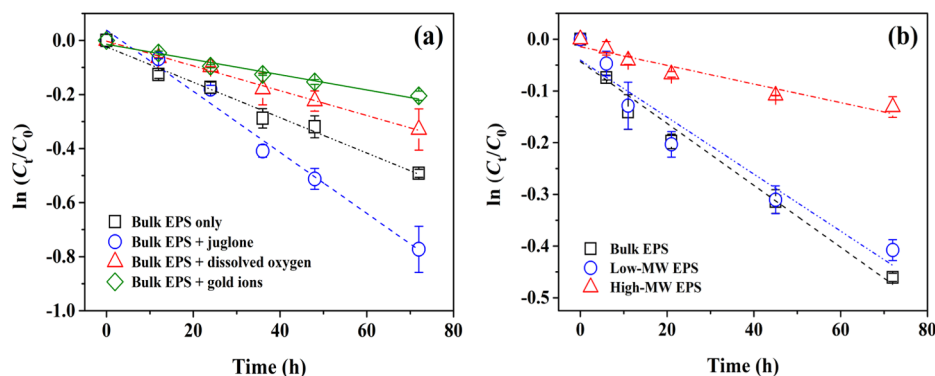 (a)
0.0
-0.2
-0.4
-0.6
-0.8
-1.0
ln (Ct/C0)
Bulk EPS only
Bulk EPS + juglone
Bulk EPS + dissolved oxygen
Bulk EPS + gold ions
0 20 40 60 80
Time (h)
(b)
0.0
-0.1
-0.2
-0.3
-0.4
-0.5
ln (Ct/C0)
Bulk EPS
Low-MW EPS
High-MW EPS
0 20 40 60 80
Time (h)